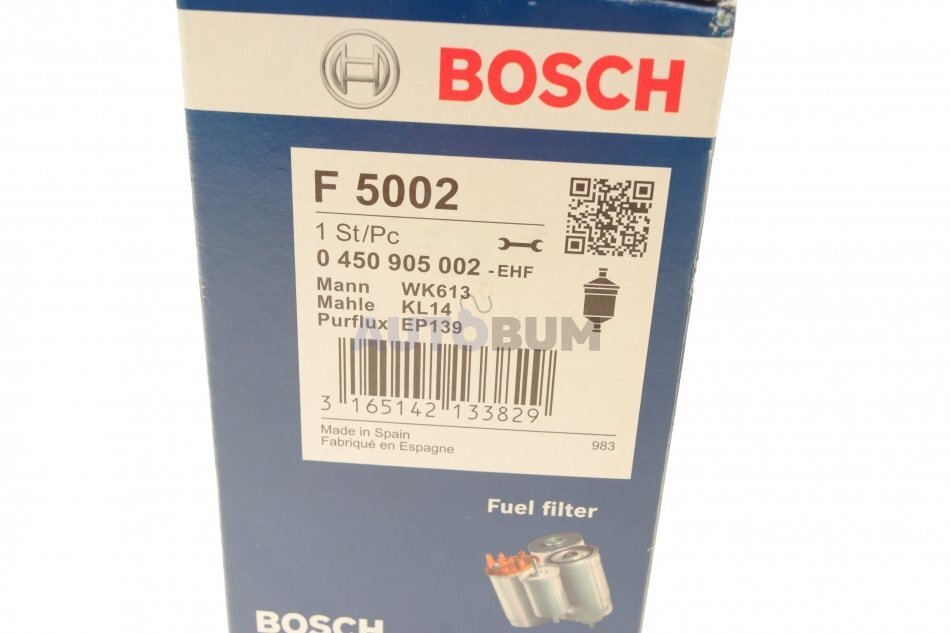 BOSCH
F 5002
1 St/Pc
0 450 905 002 -EHF
Mann WK613
Mahle KL14
Purflux EP139
AUTOBUM
3 165142 133829
Made in Spain
Fabriqué en Espagne
983
Fuel filter
BOSCH